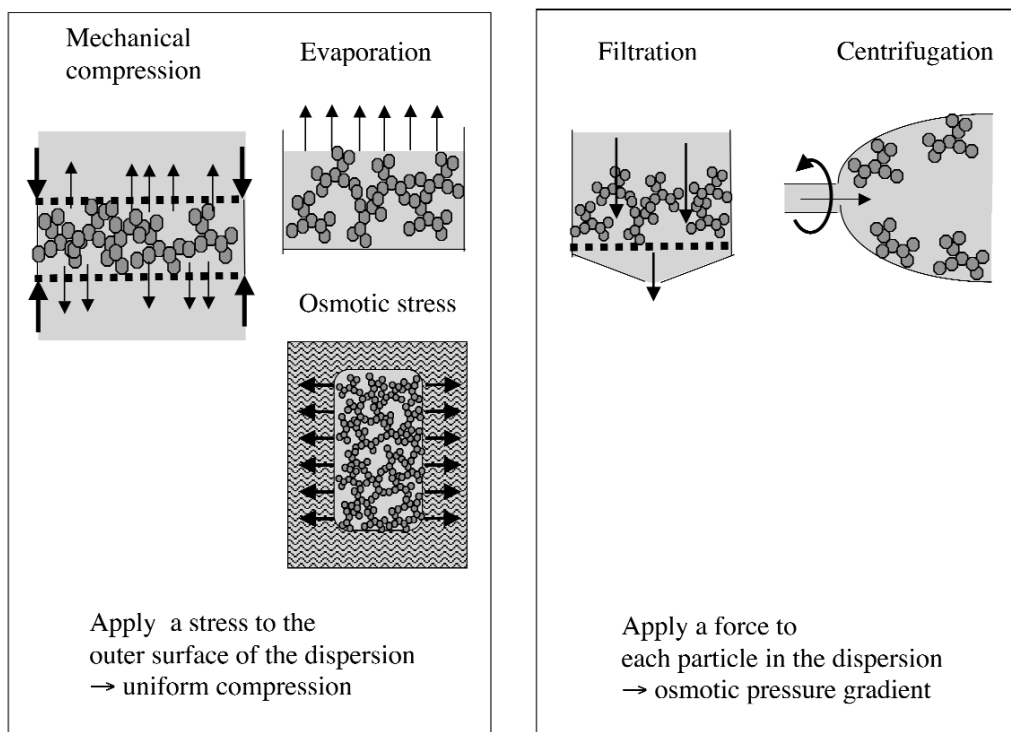 Mechanical
compression
Evaporation
Osmotic stress
Apply a stress to the
outer surface of the dispersion
→ uniform compression
Filtration
Centrifugation
Apply a force to
each particle in the dispersion
→ osmotic pressure gradient